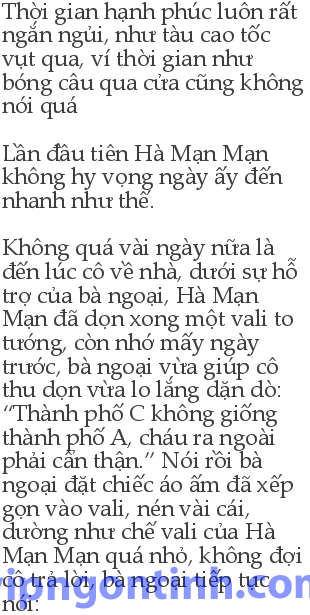 Thời gian hạnh phúc luôn rất
ngắn ngủi, như tàu cao tốc
vụt qua, ví thời gian như
bóng câu qua cửa cũng không
nói quá
Lần đầu tiên Hà Mạn Mạn
không hy vọng ngày ấy đến
nhanh như thế.
Không quá vài ngày nữa là
đến lúc cô về nhà, dưới sự hỗ
trợ của bà ngoại, Hà Mạn
Mạn đã dọn xong một vali to
tướng, còn nhớ mấy ngày
trước, bà ngoại vừa giúp cô
thu dọn vừa lo lắng dặn dò:
“Thành phố C không giống
thành phố A, cháu ra ngoài
phải cẩn thận.” Nói rồi bà
ngoại đặt chiếc áo ấm đã xếp
gọn vào vali, nén vài cái,
dường như chế vali của Hà
Mạn Mạn quá nhỏ, không đợi
cô trả lời, bà ngoại tiếp tục
nói:
vipngontinh.com